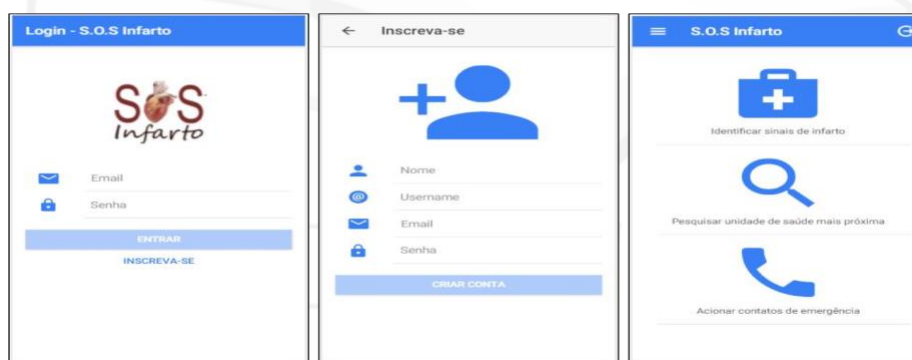 Login - S.O.S Infarto
SOS
Infarto
Email
Senha
ENTRAR
INSCREVA-SE
Inscreva-se
Nome
Username
Email
Senha
CRIAR CONTA
S.O.S Infarto
Identificar sinais de infarto
Pesquisar unidade de saúde mais próxima
Acionar contatos de emergência